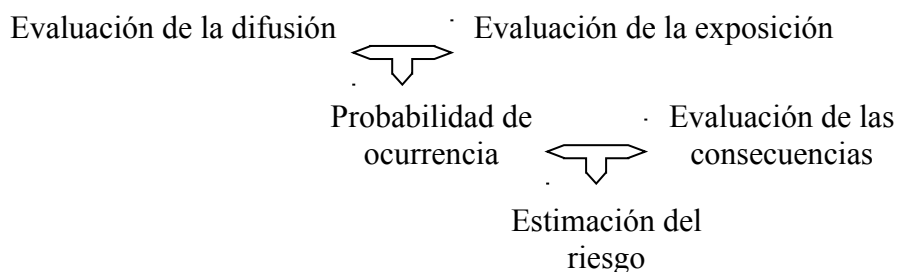 Evaluación de la difusión
Evaluación de la exposición
Probabilidad de
ocurrencia
Evaluación de las
consecuencias
Estimación del
riesgo